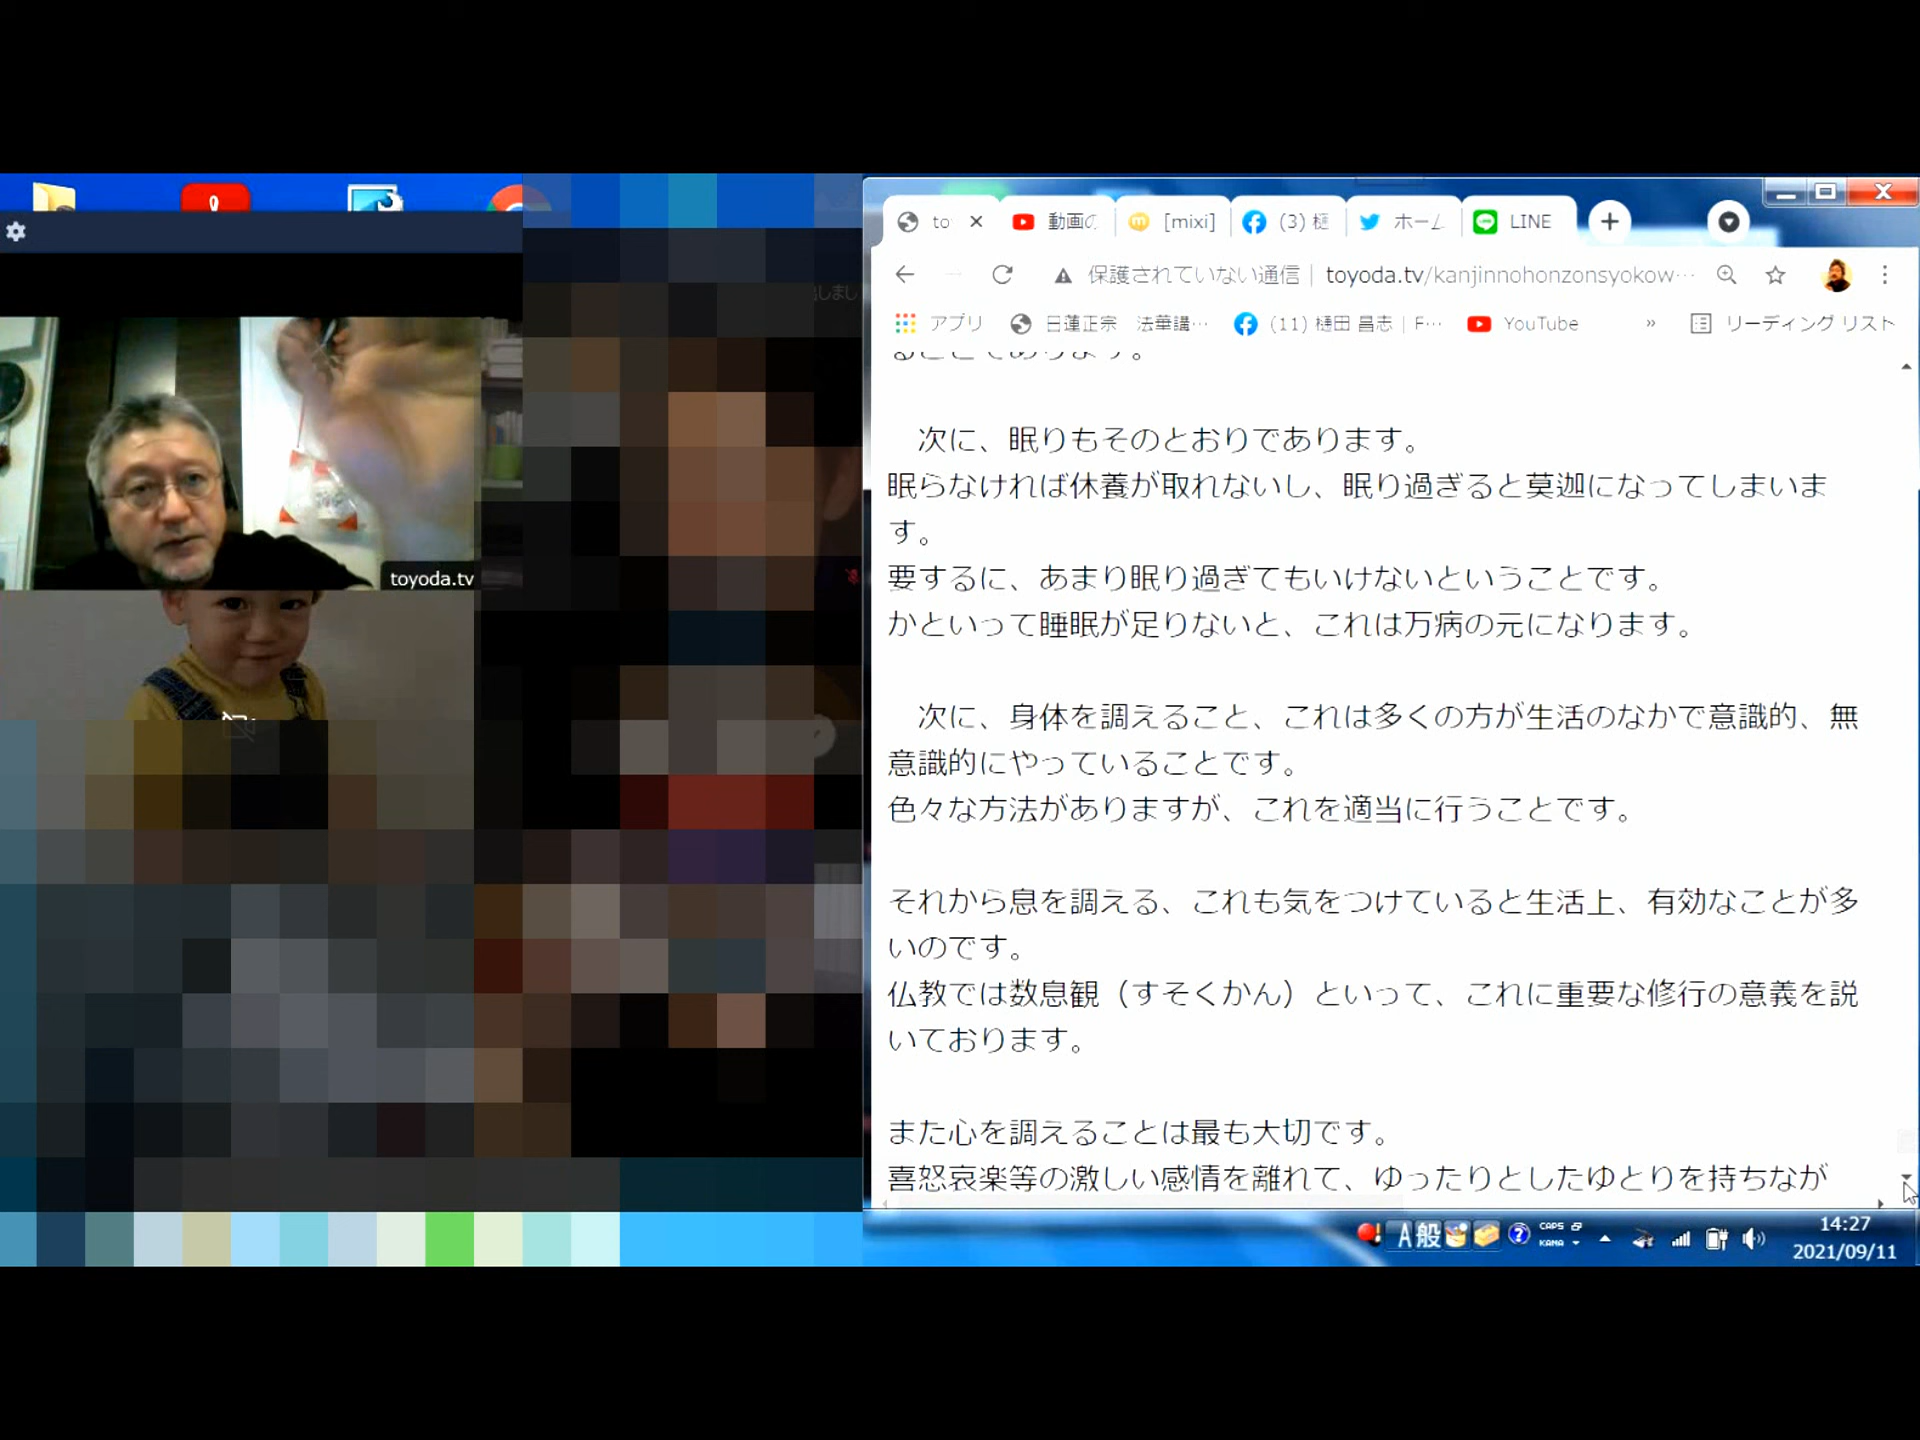 toyoda.tv
to
動画の
[mixi]
(3) 樋
ホーム
LINE
保護されていない通信 | toyoda.tv/kanjinnohonzonsyokow…
アプリ
日蓮正宗 法華講…
(11) 樋田 昌志 | F…
YouTube
»
リーディング リスト
ることであります。
次に、眠りもそのとおりであります。
眠らなければ休養が取れないし、眠り過ぎると莫迦になってしまいま
す。
要するに、あまり眠り過ぎてもいけないということです。
かといって睡眠が足りないと、これは万病の元になります。
次に、身体を調えること、これは多くの方が生活のなかで意識的、無
意識的にやっていることです。
色々な方法がありますが、これを適当に行うことです。
それから息を調える、これも気をつけていると生活上、有効なことが多
いのです。
仏教では数息観（すそくかん）といって、これに重要な修行の意義を説
いております。
また心を調えることは最も大切です。
喜怒哀楽等の激しい感情を離れて、ゆったりとしたゆとりを持ちなが
A 般
CAPS
KANA
14:27
2021/09/11